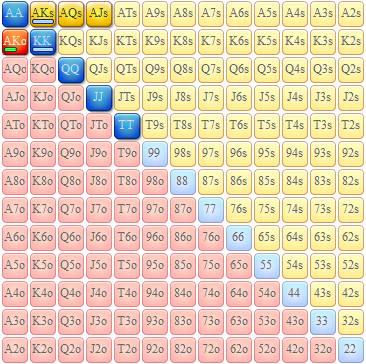 AA AKs AQs AJs ATs A9s A8s A7s A6s A5s A4s A3s A2s
AKo KK KQs KJs KTs K9s K8s K7s K6s K5s K4s K3s K2s
AQo KQo QQ QJs QTs Q9s Q8s Q7s Q6s Q5s Q4s Q3s Q2s
AJo KJo QJo JJ JTs J9s J8s J7s J6s J5s J4s J3s J2s
ATo KTo QTo JTo TT T9s T8s T7s T6s T5s T4s T3s T2s
A9o K9o Q9o J9o T9o 99 98s 97s 96s 95s 94s 93s 92s
A8o K8o Q8o J8o T8o 98o 88 87s 86s 85s 84s 83s 82s
A7o K7o Q7o J7o T7o 97o 87o 77 76s 75s 74s 73s 72s
A6o K6o Q6o J6o T6o 96o 86o 76o 66 65s 64s 63s 62s
A5o K5o Q5o J5o T5o 95o 85o 75o 65o 55 54s 53s 52s
A4o K4o Q4o J4o T4o 94o 84o 74o 64o 54o 44 43s 42s
A3o K3o Q3o J3o T3o 93o 83o 73o 63o 53o 43o 33 32s
A2o K2o Q2o J2o T2o 92o 82o 72o 62o 52o 42o 32o 22